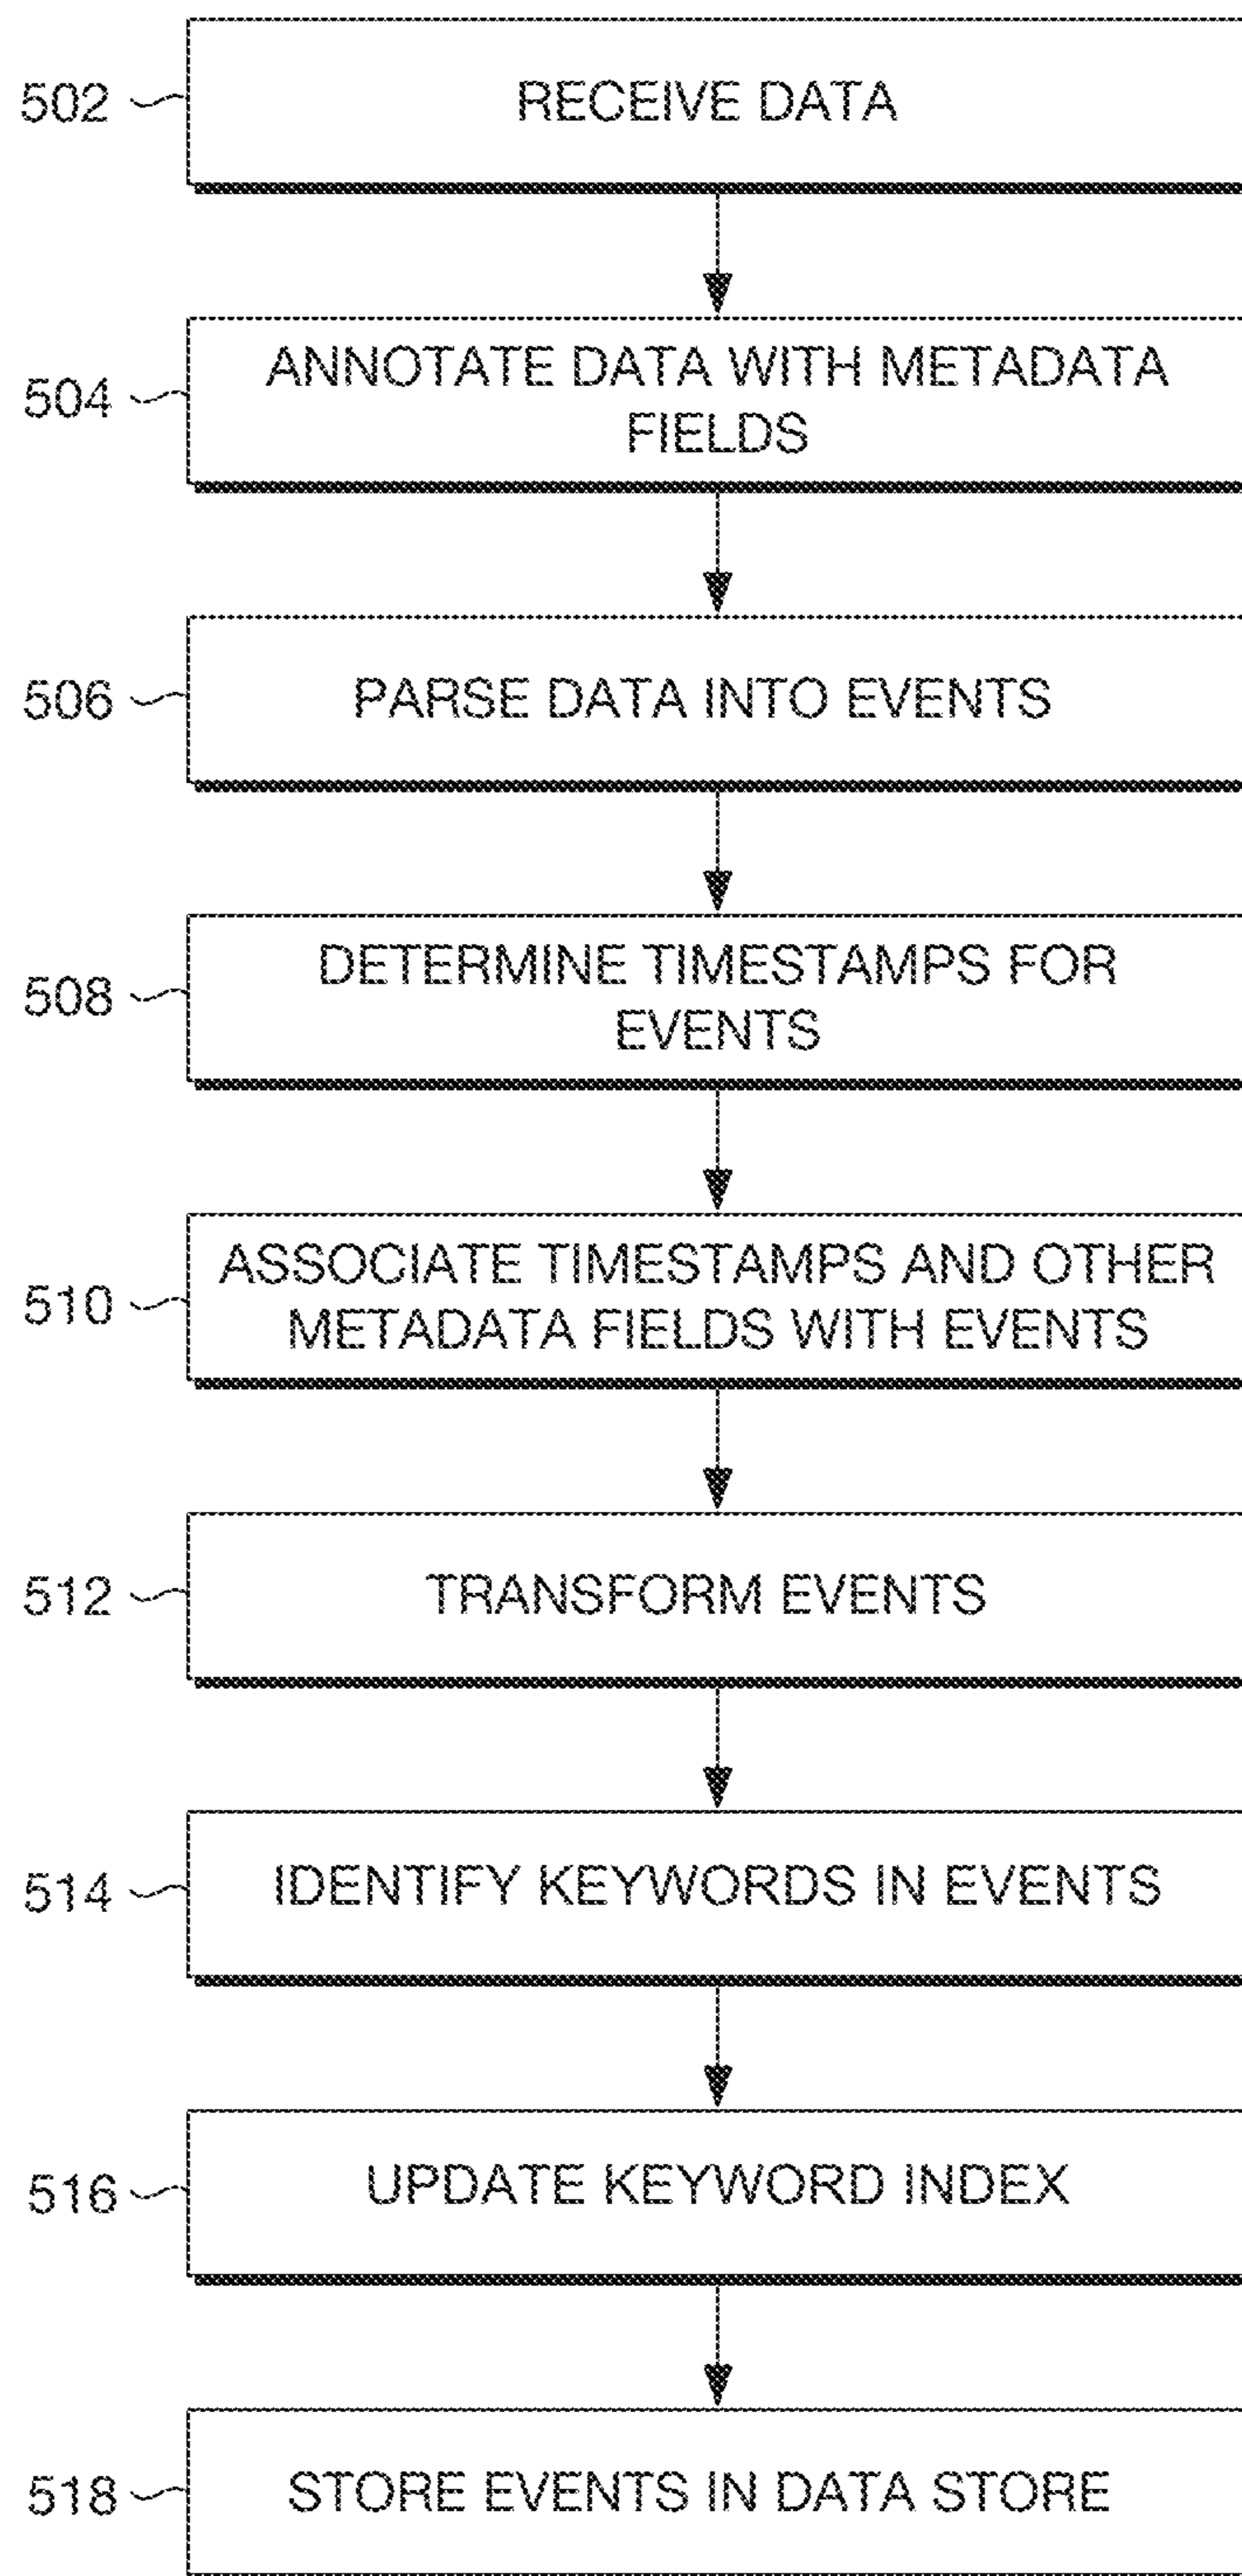 502
RECEIVE DATA
504
ANNOTATE DATA WITH METADATA
FIELDS
506
PARSE DATA INTO EVENTS
508
DETERMINE TIMESTAMPS FOR
EVENTS
510
ASSOCIATE TIMESTAMPS AND OTHER
METADATA FIELDS WITH EVENTS
512
TRANSFORM EVENTS
514
IDENTIFY KEYWORDS IN EVENTS
516
UPDATE KEYWORD INDEX
518
STORE EVENTS IN DATA STORE